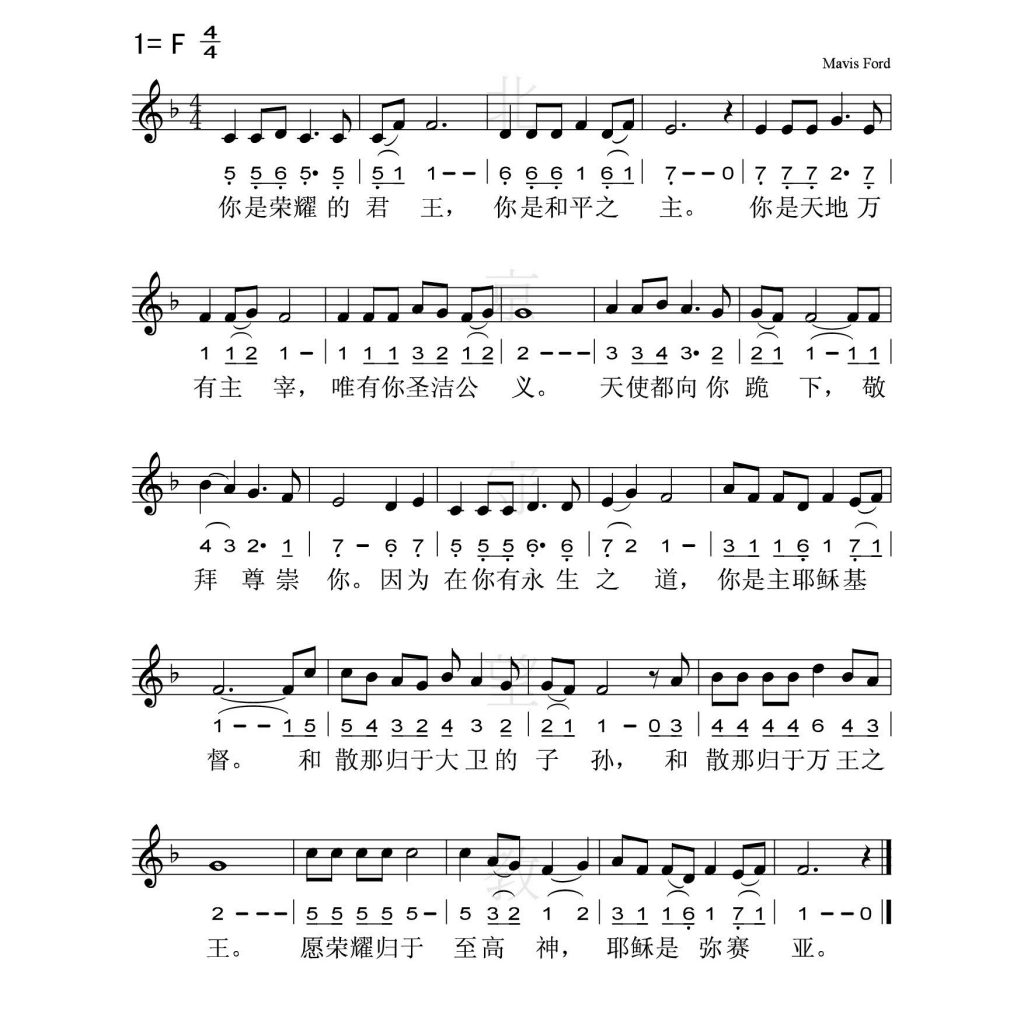 1= F 4/4
Mavis Ford
5 5 6 5• 5 | 5 1 1 – – | 6 6 6 1 6 1 | 7 – – 0 | 7 7 7 2• 7 |
你是荣耀的君王，你是和平之主。你是天地万
1 1 2 1 – | 1 1 1 3 2 1 2 | 2 – – – | 3 3 4 3• 2 | 2 1 1 – 1 1 |
有主宰，唯有你圣洁公义。天使都向你跪下，敬
4 3 2• 1 | 7 – 6 7 | 5 5 5 6• 6 | 7 2 1 – | 3 1 1 6 1 7 1 |
拜尊崇你。因为在你有永生之道，你是主耶稣基
1 – – 1 5 | 5 4 3 2 4 3 2 | 2 1 1 – 0 3 | 4 4 4 4 6 4 3 |
督。和散那归于大卫的子孙，和散那归于万王之
2 – – – | 5 5 5 5 5 – | 5 3 2 1 2 | 3 1 1 6 1 7 1 | 1 – – 0 ‖
王。愿荣耀归于至高神，耶稣是弥赛亚。
北京守望教